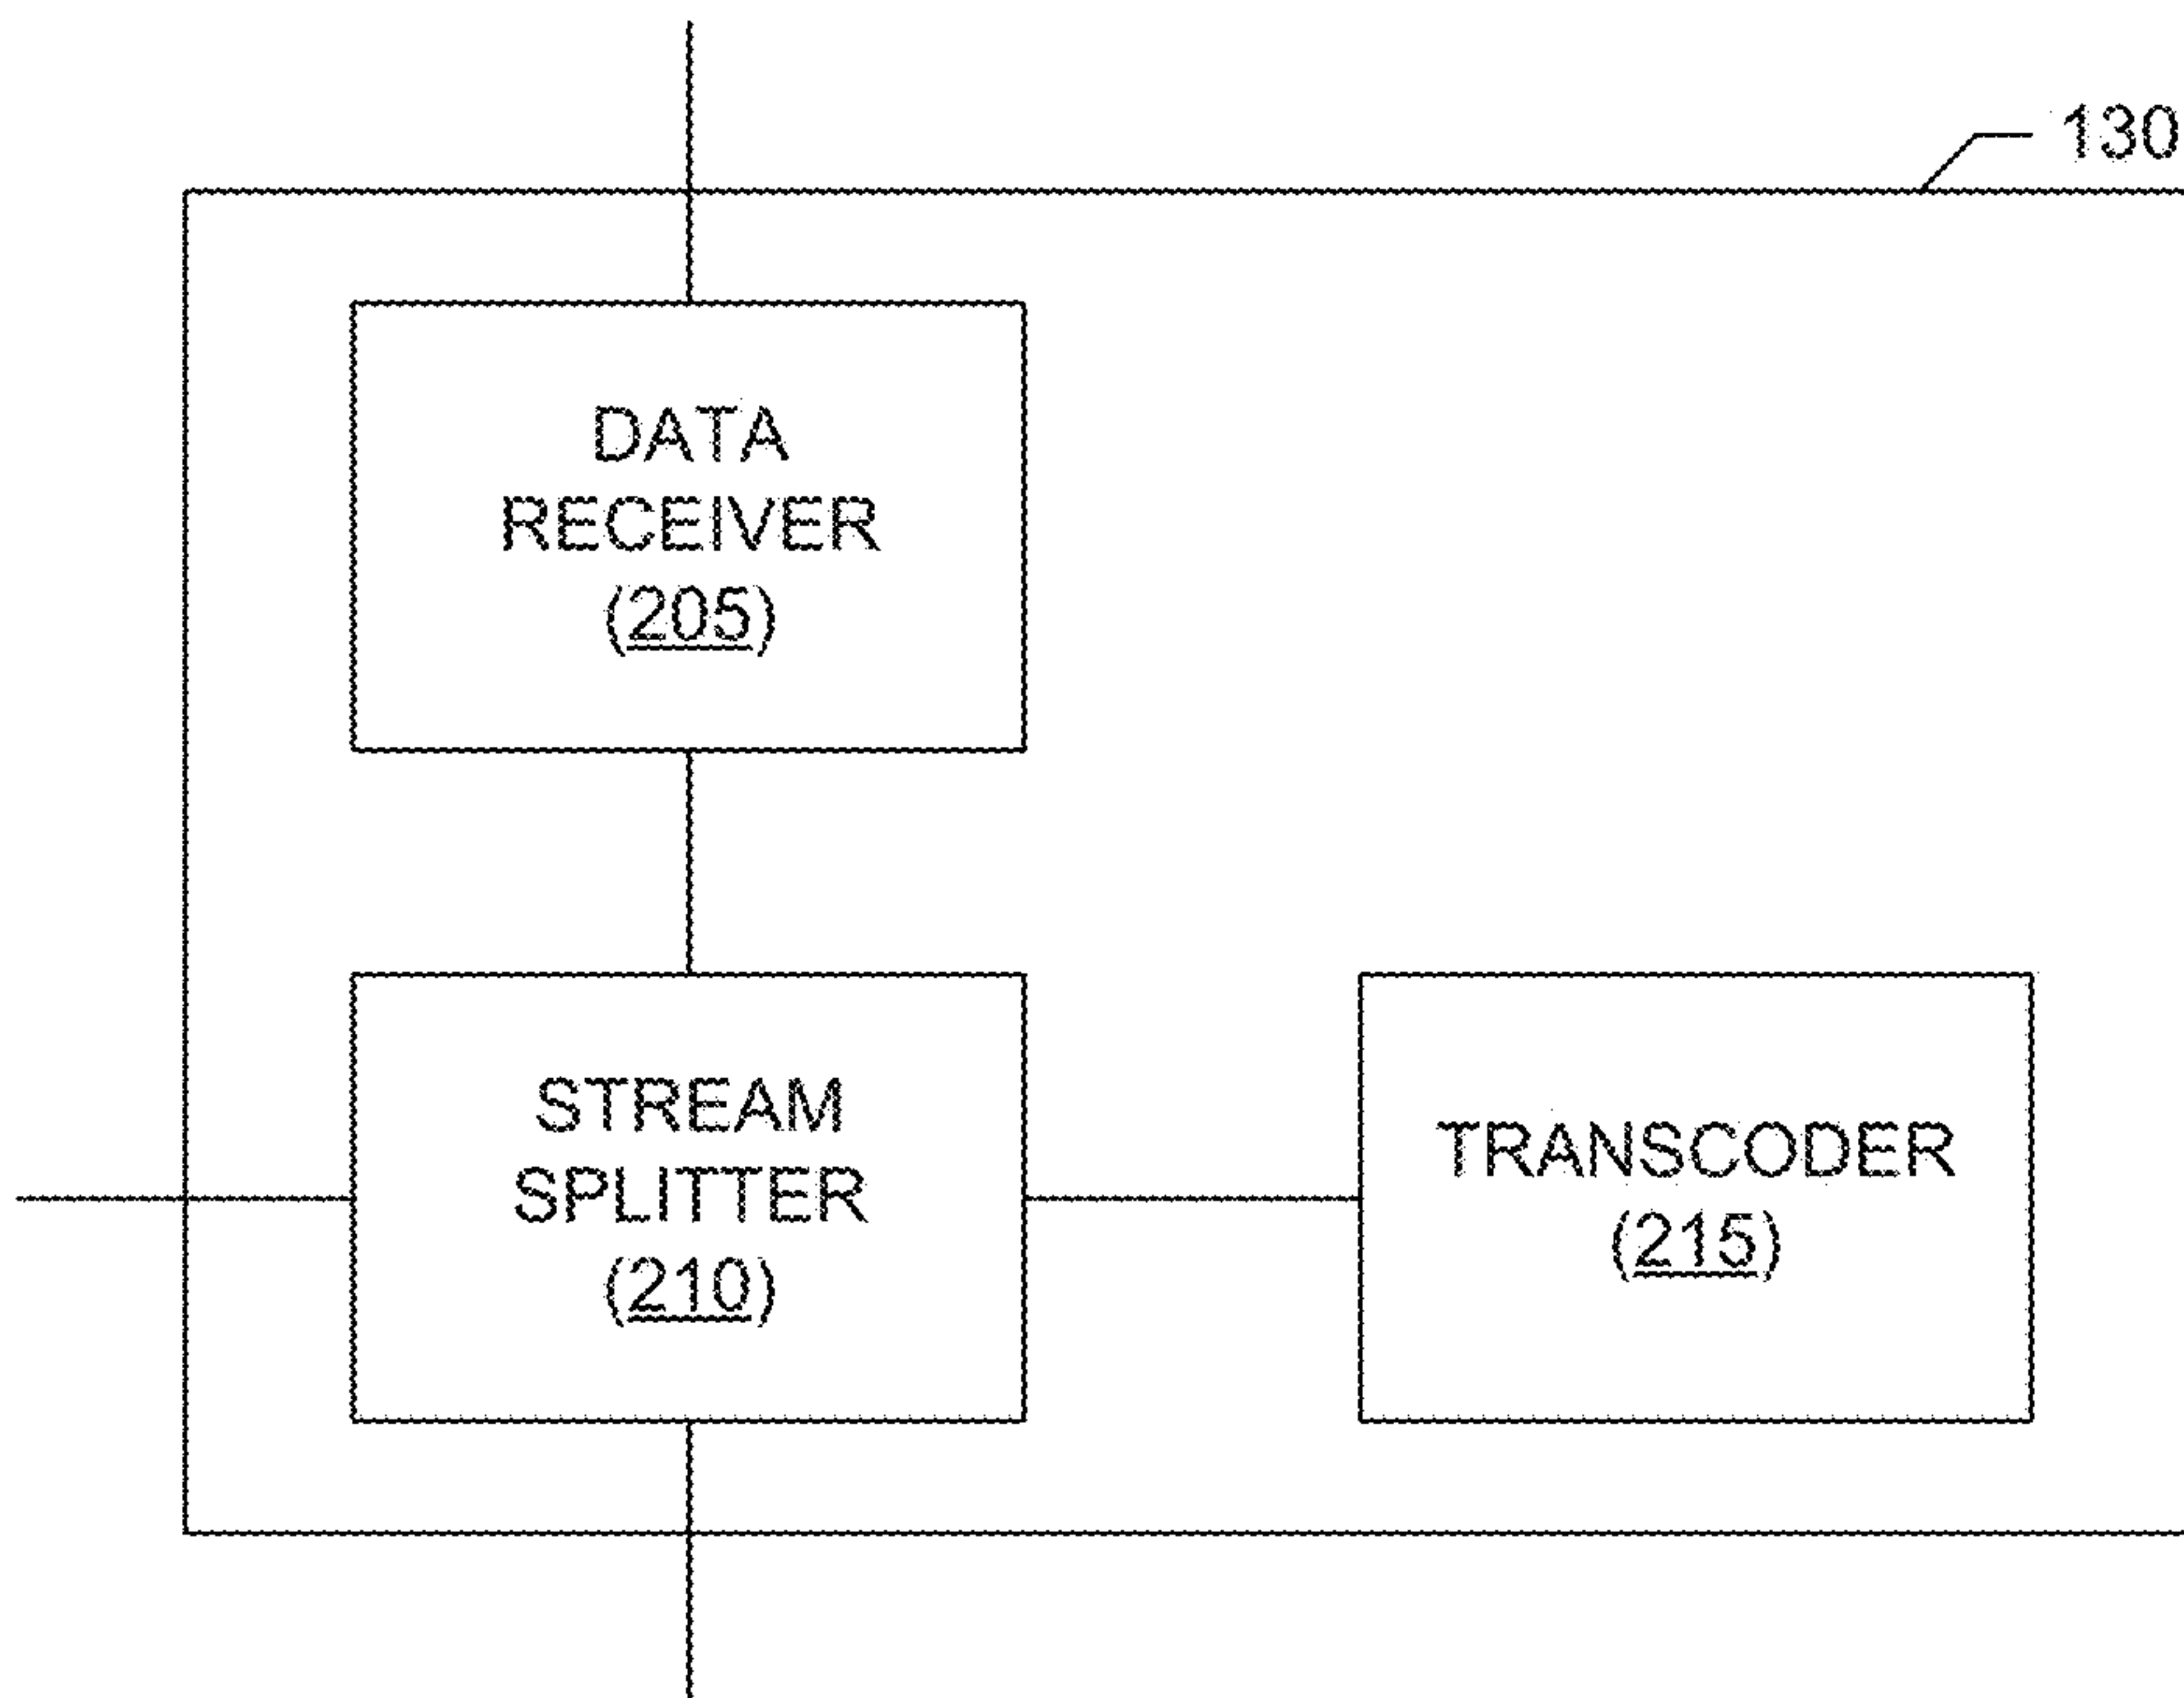 130
DATA
RECEIVER
(205)
STREAM
SPLITTER
(210)
TRANSCODER
(215)